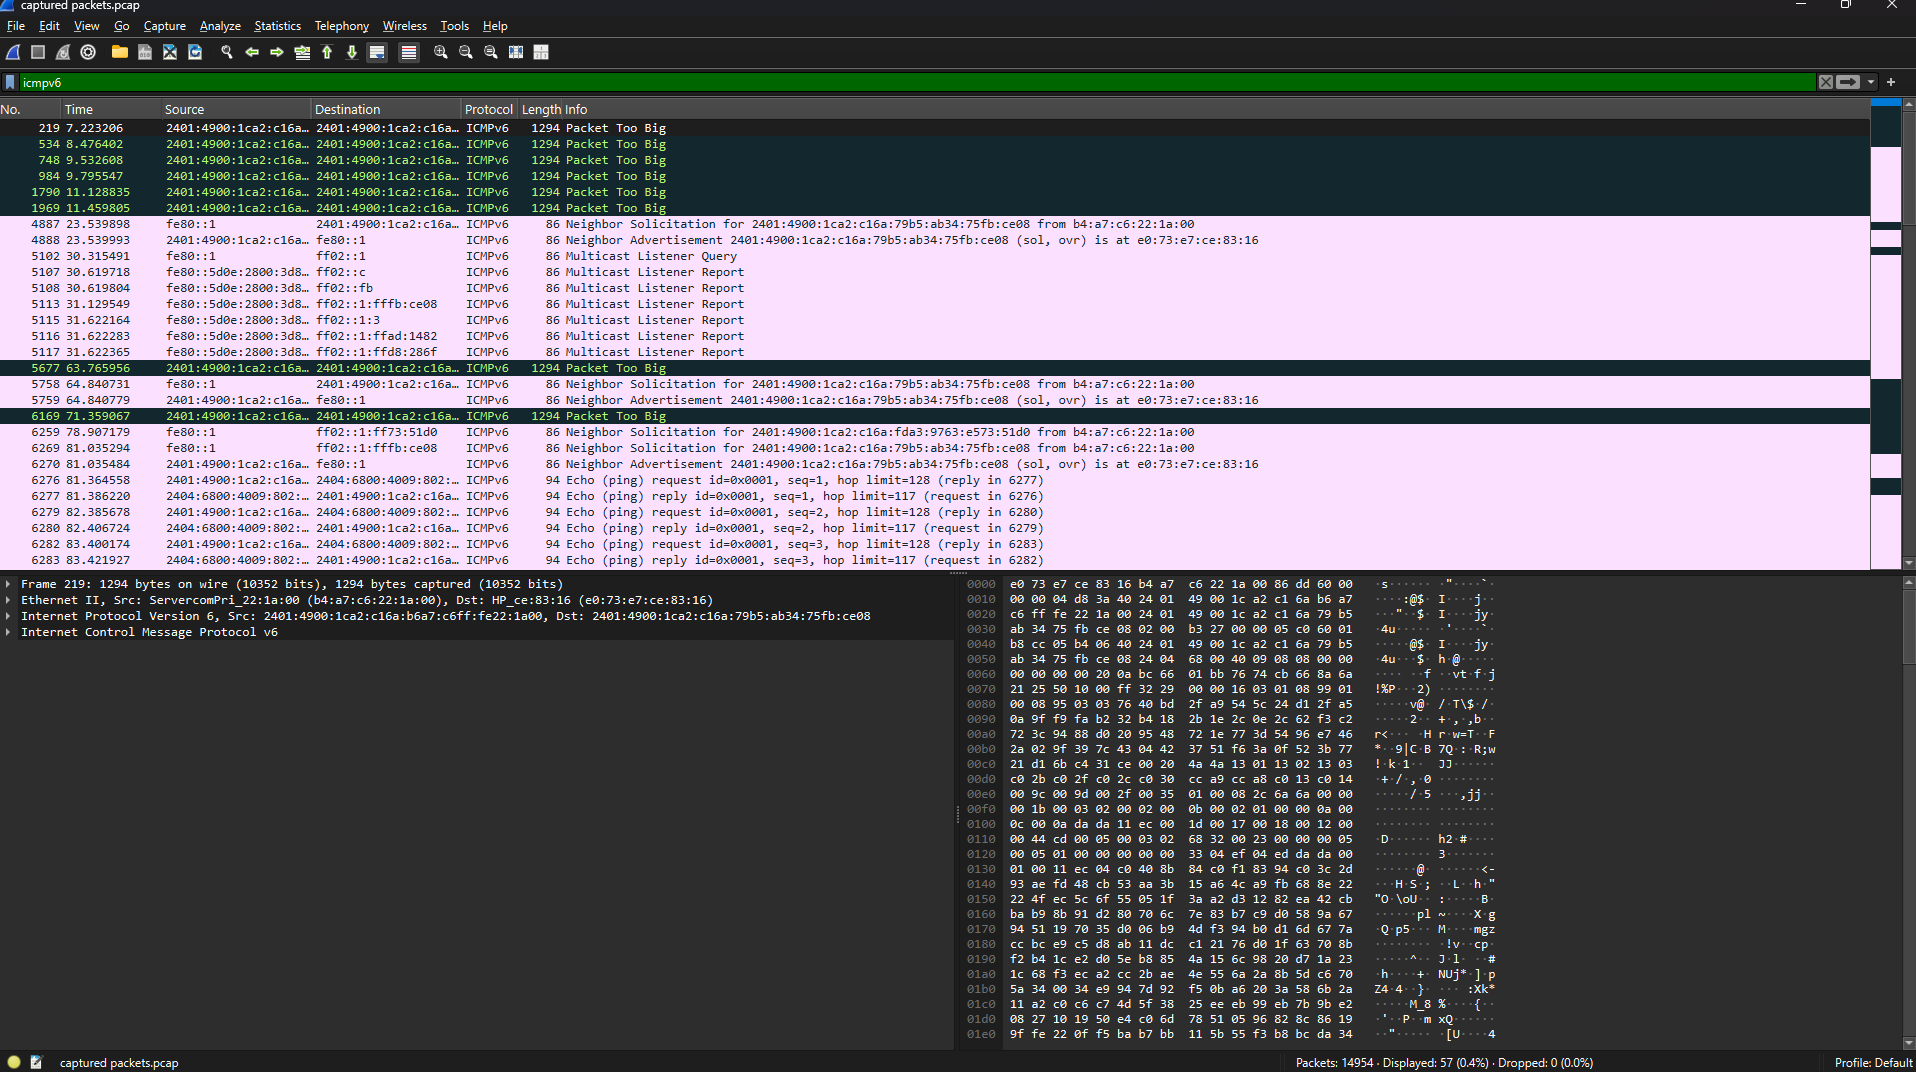 captured packets.pcap
File Edit View Go Capture Analyze Statistics Telephony Wireless Tools Help
icmpv6
No. Time Source Destination Protocol Length Info
219 7.223206 2401:4900:1ca2:c16a… 2401:4900:1ca2:c16a… ICMPv6 1294 Packet Too Big
534 8.476402 2401:4900:1ca2:c16a… 2401:4900:1ca2:c16a… ICMPv6 1294 Packet Too Big
748 9.532608 2401:4900:1ca2:c16a… 2401:4900:1ca2:c16a… ICMPv6 1294 Packet Too Big
984 9.795547 2401:4900:1ca2:c16a… 2401:4900:1ca2:c16a… ICMPv6 1294 Packet Too Big
1790 11.128835 2401:4900:1ca2:c16a… 2401:4900:1ca2:c16a… ICMPv6 1294 Packet Too Big
1969 11.459805 2401:4900:1ca2:c16a… 2401:4900:1ca2:c16a… ICMPv6 1294 Packet Too Big
4887 23.539898 fe80::1 2401:4900:1ca2:c16a… ICMPv6 86 Neighbor Solicitation for 2401:4900:1ca2:c16a:79b5:ab34:75fb:ce08 from b4:a7:c6:22:1a:00
4888 23.539993 2401:4900:1ca2:c16a… fe80::1 ICMPv6 86 Neighbor Advertisement 2401:4900:1ca2:c16a:79b5:ab34:75fb:ce08 (sol, ovr) is at e0:73:e7:ce:83:16
5102 30.315491 fe80::1 ff02::1 ICMPv6 86 Multicast Listener Query
5107 30.619718 fe80::5d0e:2800:3d8… ff02::c ICMPv6 86 Multicast Listener Report
5108 30.619804 fe80::5d0e:2800:3d8… ff02::fb ICMPv6 86 Multicast Listener Report
5113 31.129549 fe80::5d0e:2800:3d8… ff02::1:fffb:ce08 ICMPv6 86 Multicast Listener Report
5115 31.622164 fe80::5d0e:2800:3d8… ff02::1:3 ICMPv6 86 Multicast Listener Report
5116 31.622283 fe80::5d0e:2800:3d8… ff02::1:ffad:1482 ICMPv6 86 Multicast Listener Report
5117 31.622365 fe80::5d0e:2800:3d8… ff02::1:ffd8:286f ICMPv6 86 Multicast Listener Report
5677 63.765956 2401:4900:1ca2:c16a… 2401:4900:1ca2:c16a… ICMPv6 1294 Packet Too Big
5758 64.840731 fe80::1 2401:4900:1ca2:c16a… ICMPv6 86 Neighbor Solicitation for 2401:4900:1ca2:c16a:79b5:ab34:75fb:ce08 from b4:a7:c6:22:1a:00
5759 64.840779 2401:4900:1ca2:c16a… fe80::1 ICMPv6 86 Neighbor Advertisement 2401:4900:1ca2:c16a:79b5:ab34:75fb:ce08 (sol, ovr) is at e0:73:e7:ce:83:16
6169 71.359067 2401:4900:1ca2:c16a… 2401:4900:1ca2:c16a… ICMPv6 1294 Packet Too Big
6259 78.907179 fe80::1 ff02::1:ff73:51d0 ICMPv6 86 Neighbor Solicitation for 2401:4900:1ca2:c16a:fda3:9763:e573:51d0 from b4:a7:c6:22:1a:00
6269 81.035294 fe80::1 ff02::1:fffb:ce08 ICMPv6 86 Neighbor Solicitation for 2401:4900:1ca2:c16a:79b5:ab34:75fb:ce08 from b4:a7:c6:22:1a:00
6270 81.035484 2401:4900:1ca2:c16a… fe80::1 ICMPv6 86 Neighbor Advertisement 2401:4900:1ca2:c16a:79b5:ab34:75fb:ce08 (sol, ovr) is at e0:73:e7:ce:83:16
6276 81.364558 2401:4900:1ca2:c16a… 2404:6800:4009:802:… ICMPv6 94 Echo (ping) request id=0x0001, seq=1, hop limit=128 (reply in 6277)
6277 81.386220 2404:6800:4009:802:… 2401:4900:1ca2:c16a… ICMPv6 94 Echo (ping) reply id=0x0001, seq=1, hop limit=117 (request in 6276)
6279 82.385678 2401:4900:1ca2:c16a… 2404:6800:4009:802:… ICMPv6 94 Echo (ping) request id=0x0001, seq=2, hop limit=128 (reply in 6280)
6280 82.406724 2404:6800:4009:802:… 2401:4900:1ca2:c16a… ICMPv6 94 Echo (ping) reply id=0x0001, seq=2, hop limit=117 (request in 6279)
6282 83.400174 2401:4900:1ca2:c16a… 2404:6800:4009:802:… ICMPv6 94 Echo (ping) request id=0x0001, seq=3, hop limit=128 (reply in 6283)
6283 83.421927 2404:6800:4009:802:… 2401:4900:1ca2:c16a… ICMPv6 94 Echo (ping) reply id=0x0001, seq=3, hop limit=117 (request in 6282)
Frame 219: 1294 bytes on wire (10352 bits), 1294 bytes captured (10352 bits)
Ethernet II, Src: ServercomPri_22:1a:00 (b4:a7:c6:22:1a:00), Dst: HP_ce:83:16 (e0:73:e7:ce:83:16)
Internet Protocol Version 6, Src: 2401:4900:1ca2:c16a:b6a7:c6ff:fe22:1a00, Dst: 2401:4900:1ca2:c16a:79b5:ab34:75fb:ce08
Internet Control Message Protocol v6
0000 e0 73 e7 ce 83 16 b4 a7 c6 22 1a 00 86 dd 60 00
0010 00 00 04 d8 3a 40 24 01 49 00 1c a2 c1 6a b6 a7
0020 c6 ff fe 22 1a 00 24 01 49 00 1c a2 c1 6a 79 b5
0030 ab 34 75 fb ce 08 02 00 b3 27 00 00 05 c0 60 01
0040 b8 cc 05 b4 06 40 24 01 49 00 1c a2 c1 6a 79 b5
0050 ab 34 75 fb ce 08 24 04 68 00 40 09 08 08 00 00
0060 00 00 00 00 20 0a bc 66 01 bb 76 74 cb 66 8a 6a
0070 21 25 50 10 00 ff 32 29 00 00 16 03 01 08 99 01
0080 00 08 95 03 03 76 40 bd 2f a9 54 5c 24 d1 2f a5
0090 0a 9f f9 fa b2 32 b4 18 2b 1e 2c 0e 2c 62 f3 c2
00a0 72 3c 94 88 d0 20 95 48 72 1e 77 3d 54 96 e7 46
00b0 2a 02 9f 39 7c 43 04 42 37 51 f6 3a 0f 52 3b 77
00c0 21 d1 6b c4 31 ce 00 20 4a 4a 13 01 13 02 13 03
00d0 c0 2b c0 2f c0 2c c0 30 cc a9 cc a8 c0 13 c0 14
00e0 00 9c 00 9d 00 2f 00 35 01 00 08 2c 6a 6a 00 00
00f0 00 1b 00 03 02 00 02 00 0b 00 02 01 00 00 0a 00
0100 0c 00 0a da da 11 ec 00 1d 00 17 00 18 00 12 00
0110 00 44 cd 00 05 00 03 02 68 32 00 23 00 00 00 05
0120 00 05 01 00 00 00 00 00 33 04 ef 04 ed da da 00
0130 01 00 11 ec 04 c0 40 8b 84 c0 f1 83 94 c0 3c 2d
0140 93 ae fd 48 cb 53 aa 3b 15 a6 4c a9 fb 68 8e 22
0150 22 4f ec 5c 6f 55 05 1f 3a a2 d3 12 82 ea 42 cb
0160 ba b9 8b 91 d2 80 70 6c 7e 83 b7 c9 d0 58 9a 67
0170 94 51 19 70 35 d0 06 b9 4d f3 94 b0 d1 6d 67 7a
0180 cc bc e9 c5 d8 ab 11 dc c1 21 76 d0 1f 63 70 8b
0190 f2 b4 1c e2 d0 5e b8 85 4a 15 6c 98 20 d7 1a 23
01a0 1c 68 f3 ec a2 cc 2b ae 4e 55 6a 2a 8b 5d c6 70
01b0 5a 34 00 34 e9 94 7d 92 f5 0b a6 20 3a 58 6b 2a
01c0 11 a2 c0 c6 c7 4d 5f 38 25 ee eb 99 eb 7b 9b e2
01d0 08 27 10 19 50 e4 c0 6d 78 51 05 96 82 8c 86 19
01e0 9f fe 22 0f f5 ba b7 bb 11 5b 55 f3 b8 bc da 34
captured packets.pcap
Packets: 14954 · Displayed: 57 (0.4%) · Dropped: 0 (0.0%)
Profile: Default